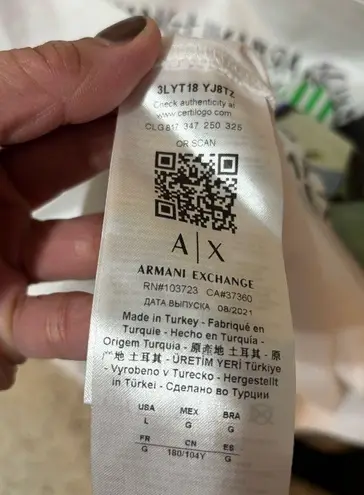 3LYT18 YJ8TZ
Check authenticity at
www.certilogo.com
CLG 817 347 250 325
QR SCAN
A|X
ARMANI EXCHANGE
RN#103723 CA#37360
ДАТА ВЫПУСКА 08/2021
Made in Turkey - Fabriqué en
Turquie - Hecho en Turquía -
Origem Turquia - 原產地 土耳其 - 原
地 土耳其 - ÜRETİM YERİ Türkiye
- Vyrobeno v Turecko - Hergestellt
in Türkei - Сделано во Турции
USA MEX BRA
L G G
FR CN ES
G 180/104Y G